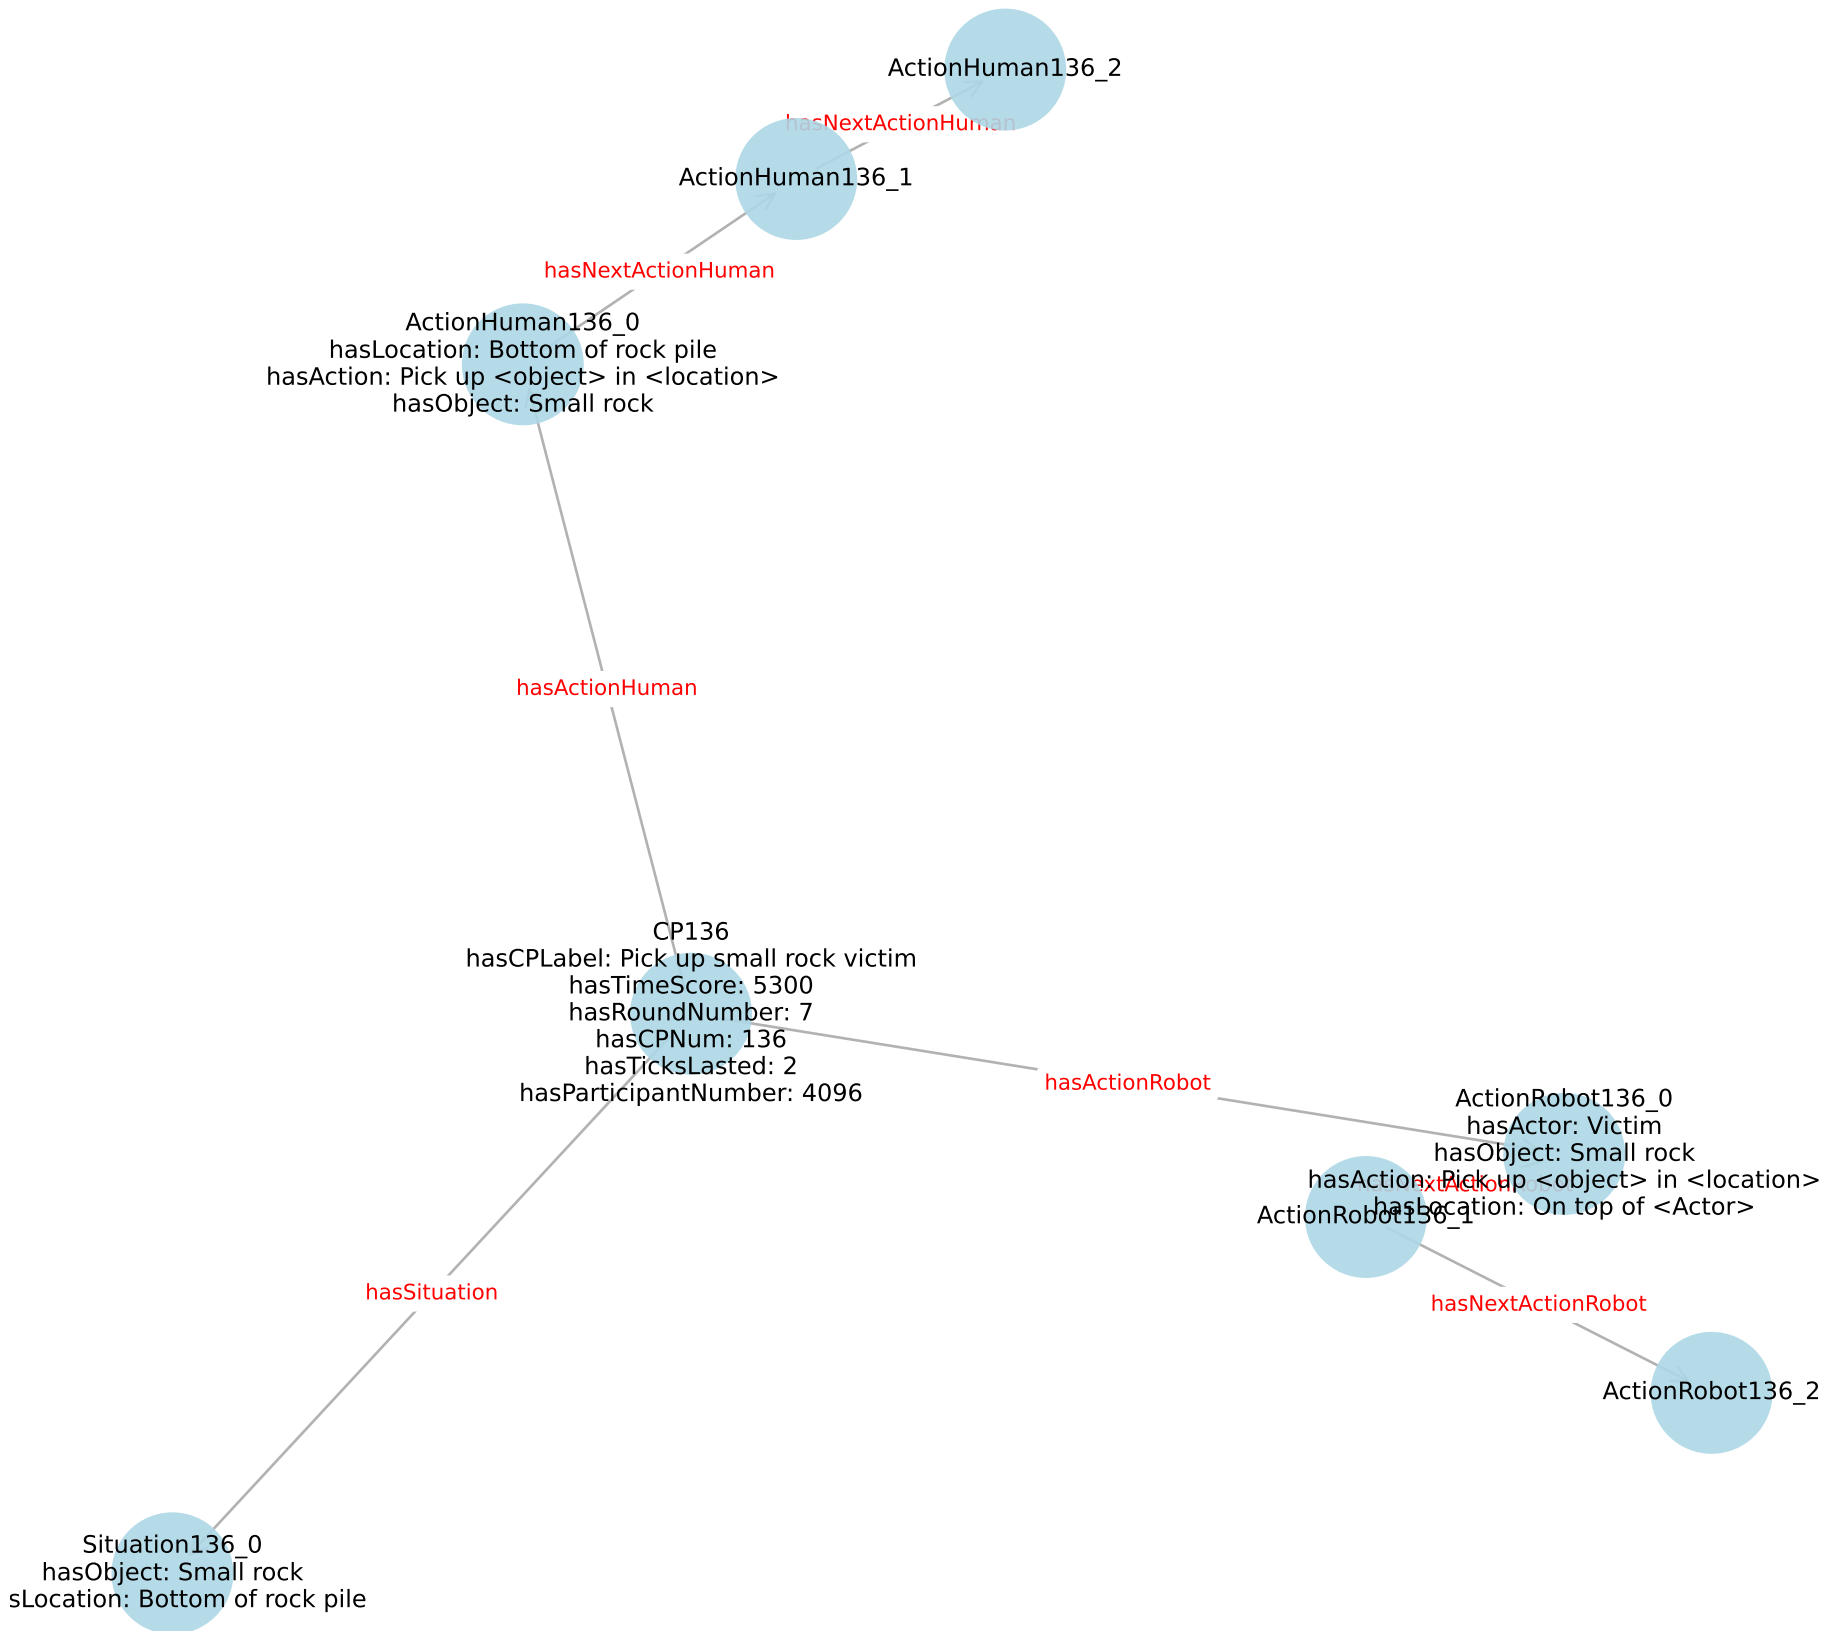 ActionHuman136_2
hasNextActionHuman
ActionHuman136_1
hasNextActionHuman
ActionHuman136_0
hasLocation: Bottom of rock pile
hasAction: Pick up <object> in <location>
hasObject: Small rock
hasActionHuman
CP136
hasCPLabel: Pick up small rock victim
hasTimeScore: 5300
hasRoundNumber: 7
hasCPNum: 136
hasTicksLasted: 2
hasParticipantNumber: 4096
hasActionRobot
ActionRobot136_0
hasActor: Victim
hasObject: Small rock
hasAction: Pick up <object> in <location>
hasNextActionRobot
hasLocation: On top of <Actor>
ActionRobot136_1
hasNextActionRobot
ActionRobot136_2
hasSituation
Situation136_0
hasObject: Small rock
sLocation: Bottom of rock pile